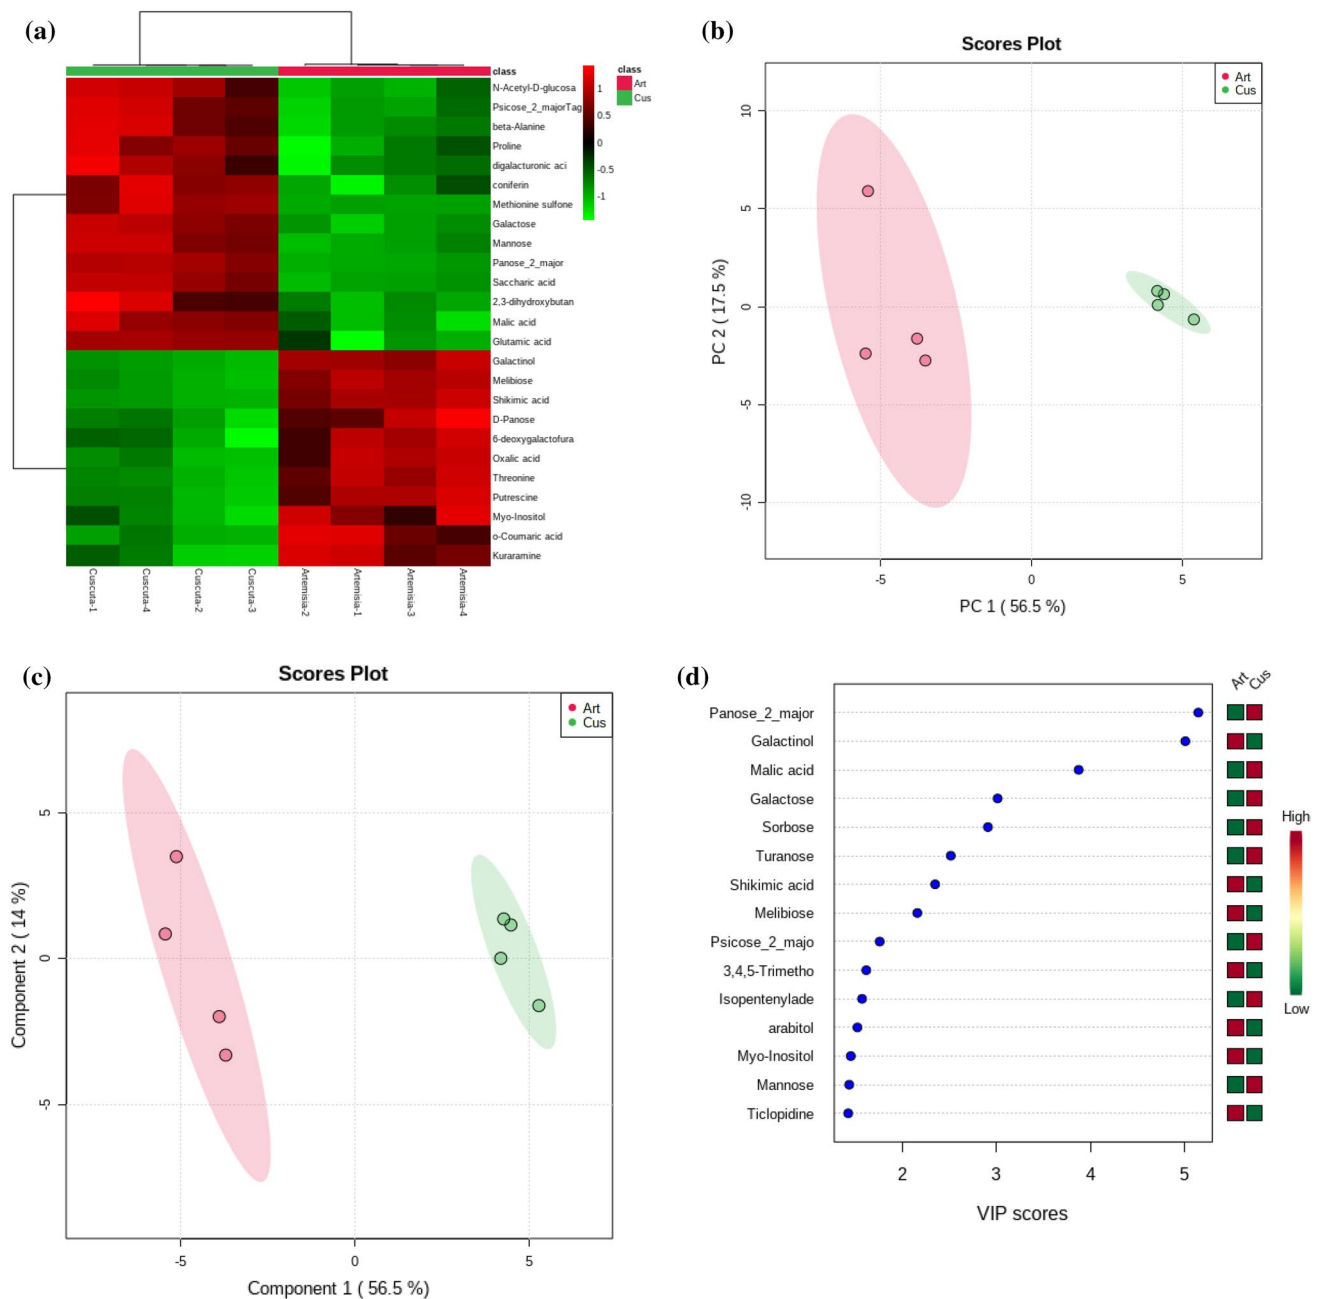 (a)
class
N-Acetyl-D-glucosa
Psicose_2_majorTag
beta-Alanine
Proline
digalacturonic aci
coniferin
Methionine sulfone
Galactose
Mannose
Panose_2_major
Saccharic acid
2,3-dihydroxybutan
Malic acid
Glutamic acid
Galactinol
Melibiose
Shikimic acid
D-Panose
6-deoxygalactofura
Oxalic acid
Threonine
Putrescine
Myo-Inositol
o-Coumaric acid
Kuraramine
Cuscuta-1
Cuscuta-4
Cuscuta-2
Cuscuta-3
Artemisia-2
Artemisia-1
Artemisia-3
Artemisia-4
1
0.5
0
-0.5
-1
class
Art
Cus
(b)
Scores Plot
Art
Cus
PC 2 ( 17.5 %)
10
5
0
-5
-10
-5
0
5
PC 1 ( 56.5 %)
(c)
Scores Plot
Art
Cus
Component 2 ( 14 %)
5
0
-5
-5
0
5
Component 1 ( 56.5 %)
(d)
Art
Cus
Panose_2_major
Galactinol
Malic acid
Galactose
Sorbose
Turanose
Shikimic acid
Melibiose
Psicose_2_majo
3,4,5-Trimetho
Isopentenylade
arabitol
Myo-Inositol
Mannose
Ticlopidine
2
3
4
5
VIP scores
High
Low